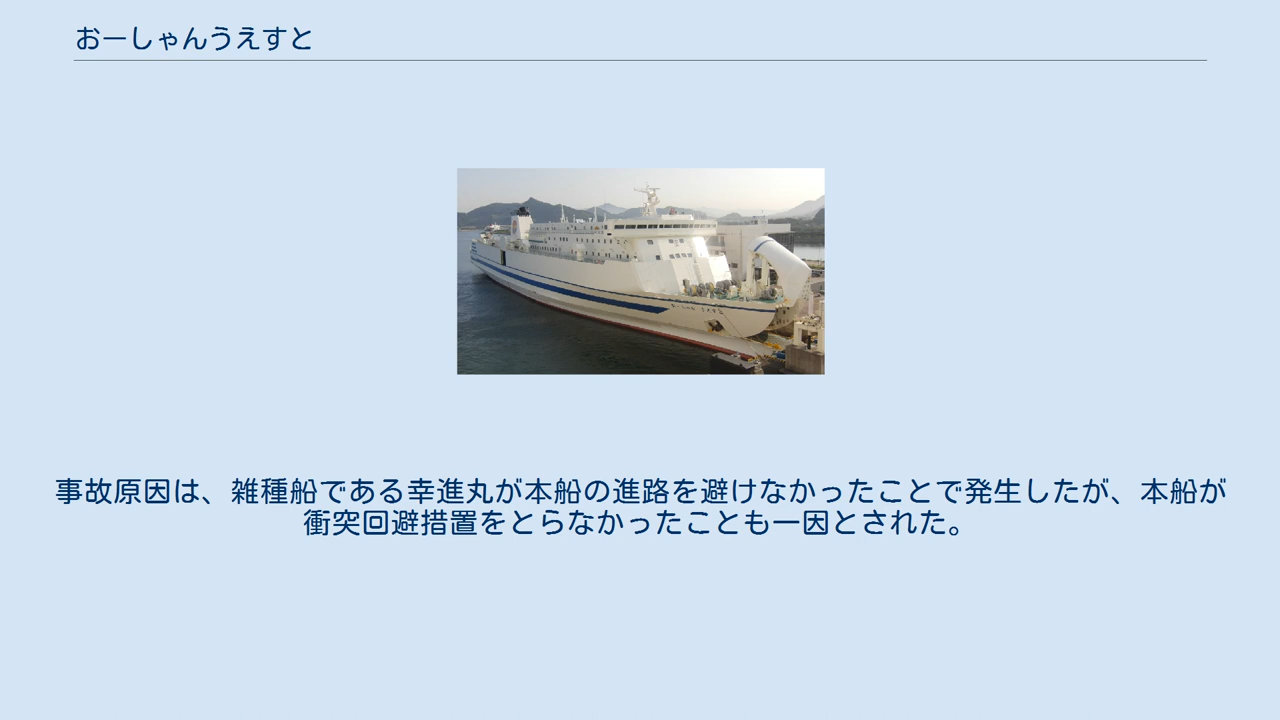 おーしゃんうえすと
事故原因は、雑種船である幸進丸が本船の進路を避けなかったことで発生したが、本船が
衝突回避措置をとらなかったことも一因とされた。